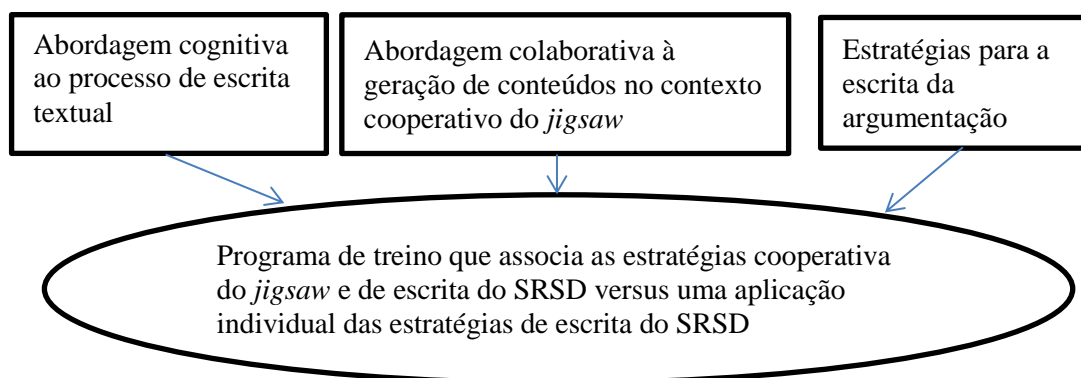 Abordagem cognitiva
ao processo de escrita
textual
Abordagem colaborativa à
geração de conteúdos no contexto
cooperativo do jigsaw
Estratégias para a
escrita da
argumentação
Programa de treino que associa as estratégias cooperativa
do jigsaw e de escrita do SRSD versus uma aplicação
individual das estratégias de escrita do SRSD